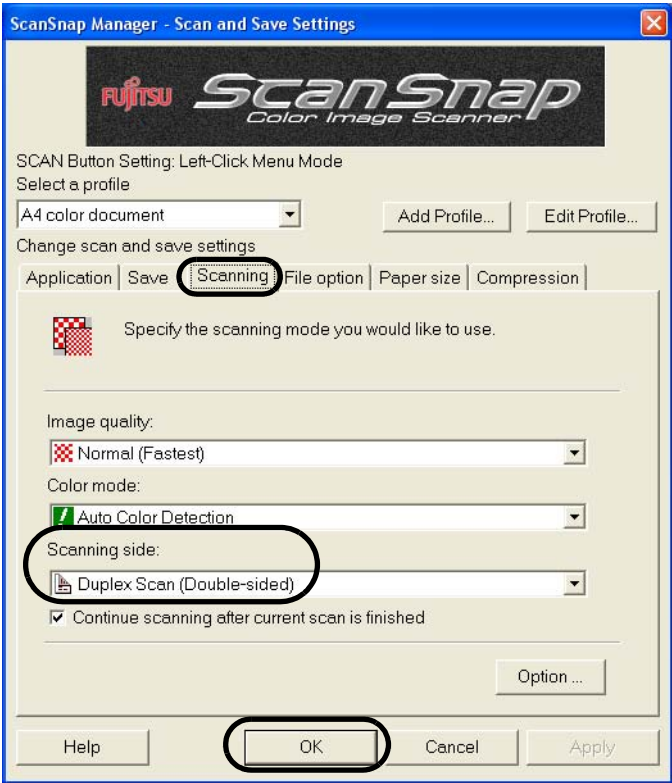 ScanSnap Manager - Scan and Save Settings
FUJITSU ScanSnap
Color Image Scanner
SCAN Button Setting: Left-Click Menu Mode
Select a profile
A4 color document Add Profile... Edit Profile...
Change scan and save settings
Application Save Scanning File option Paper size Compression
Specify the scanning mode you would like to use.
Image quality:
Normal (Fastest)
Color mode:
Auto Color Detection
Scanning side:
Duplex Scan (Double-sided)
Continue scanning after current scan is finished
Option ...
Help OK Cancel Apply